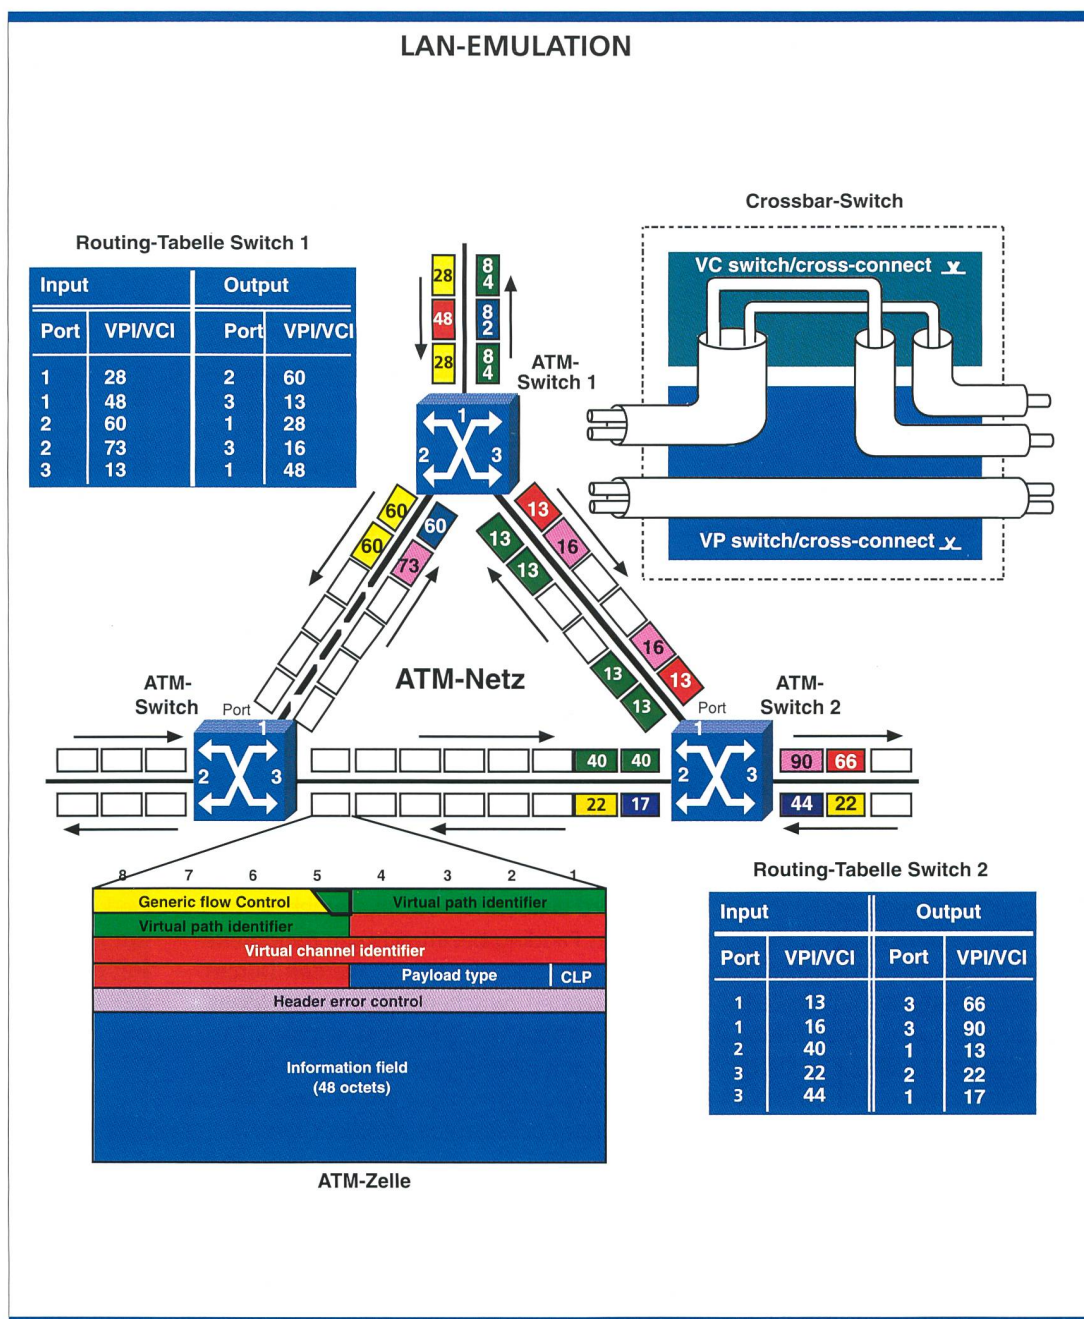 LAN-EMULATION
Crossbar-Switch
Routing-Tabelle Switch 1
Input Output
Port VPI/VCI Port VPI/VCI
1 28 2 60
1 48 3 13
2 60 1 28
2 73 3 16
3 13 1 48
28 84
48 82
28 84
ATM-
Switch 1
1
2 3
VC switch/cross-connect x
VP switch/cross-connect x
60 60 13
60 73 13 16
13
16
13 13
13
ATM-Netz
ATM-
Switch
Port
1
2 3
Port
ATM-
Switch 2
1
2 3
40 40 90 66
22 17 44 22
8 7 6 5 4 3 2 1
Generic flow Control Virtual path identifier
Virtual path identifier
Virtual channel identifier
Payload type CLP
Header error control
Information field
(48 octets)
ATM-Zelle
Routing-Tabelle Switch 2
Input Output
Port VPI/VCI Port VPI/VCI
1 13 3 66
1 16 3 90
2 40 1 13
3 22 2 22
3 44 1 17